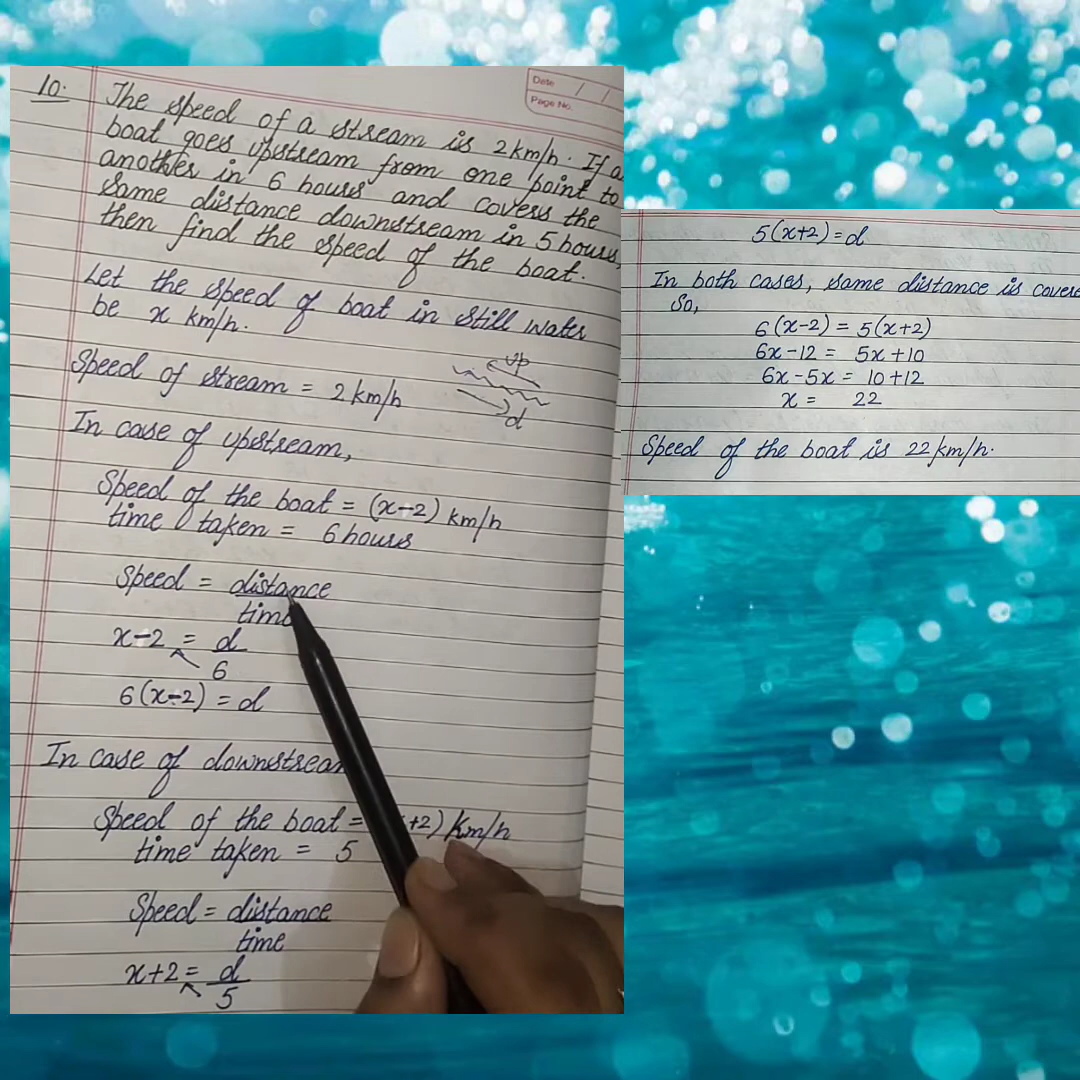 Date / /
Page No.
10. The speed of a stream is 2 km/h. If a
boat goes upstream from one point to
another in 6 hours and covers the
same distance downstream in 5 hours,
then find the speed of the boat.
Let the speed of boat in still water
be x km/h.
Speed of stream = 2 km/h
up
d
In case of upstream,
Speed of the boat = (x-2) km/h
time taken = 6 hours
Speed = distance
time
x-2 = d
6
6(x-2) = d
In case of downstream
Speed of the boat = +2) km/h
time taken = 5
Speed = distance
time
x+2 = d
5
5(x+2) = d
In both cases, same distance is covere
So,
6(x-2) = 5(x+2)
6x-12 = 5x+10
6x-5x = 10+12
x = 22
Speed of the boat is 22 km/h.